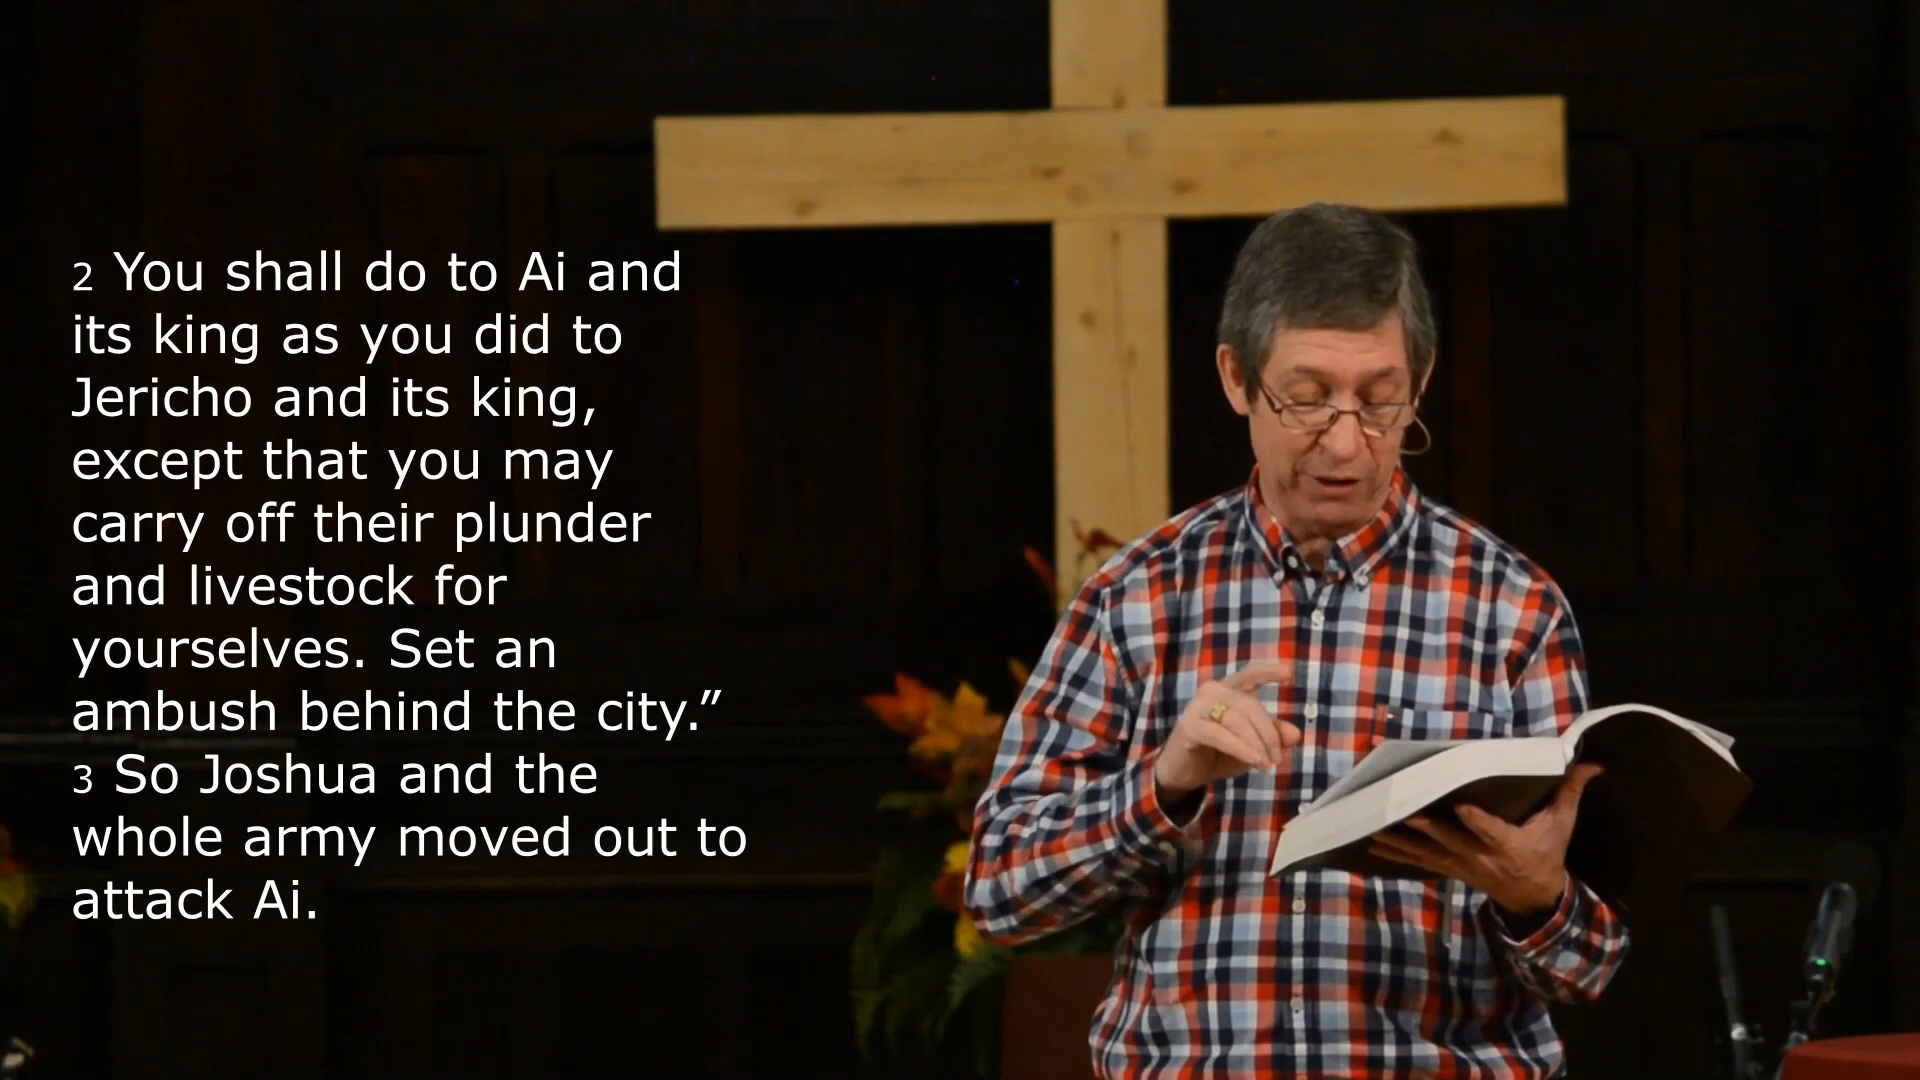 2 You shall do to Ai and
its king as you did to
Jericho and its king,
except that you may
carry off their plunder
and livestock for
yourselves. Set an
ambush behind the city.”
3 So Joshua and the
whole army moved out to
attack Ai.